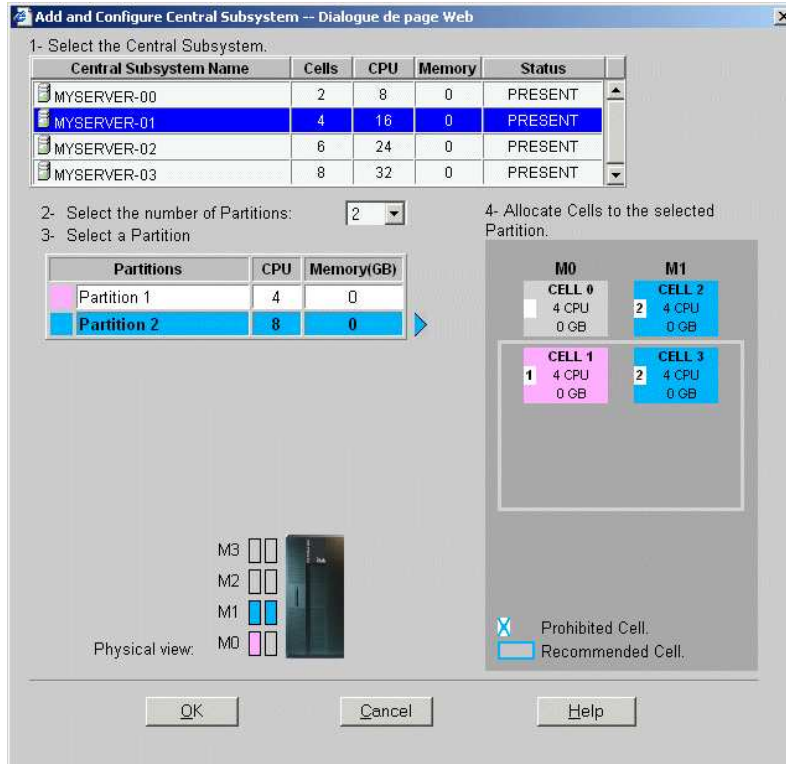 Add and Configure Central Subsystem -- Dialogue de page Web
1- Select the Central Subsystem.
Central Subsystem Name Cells CPU Memory Status
MYSERVER-00 2 8 0 PRESENT
MYSERVER-01 4 16 0 PRESENT
MYSERVER-02 6 24 0 PRESENT
MYSERVER-03 8 32 0 PRESENT
2- Select the number of Partitions: 2
3- Select a Partition
Partitions CPU Memory(GB)
Partition 1 4 0
Partition 2 8 0
4- Allocate Cells to the selected
Partition.
M0 M1
CELL 0 CELL 2
4 CPU 2 4 CPU
0 GB 0 GB
CELL 1 CELL 3
1 4 CPU 2 4 CPU
0 GB 0 GB
M3
M2
M1
Physical view: M0
Prohibited Cell.
Recommended Cell.
OK Cancel Help